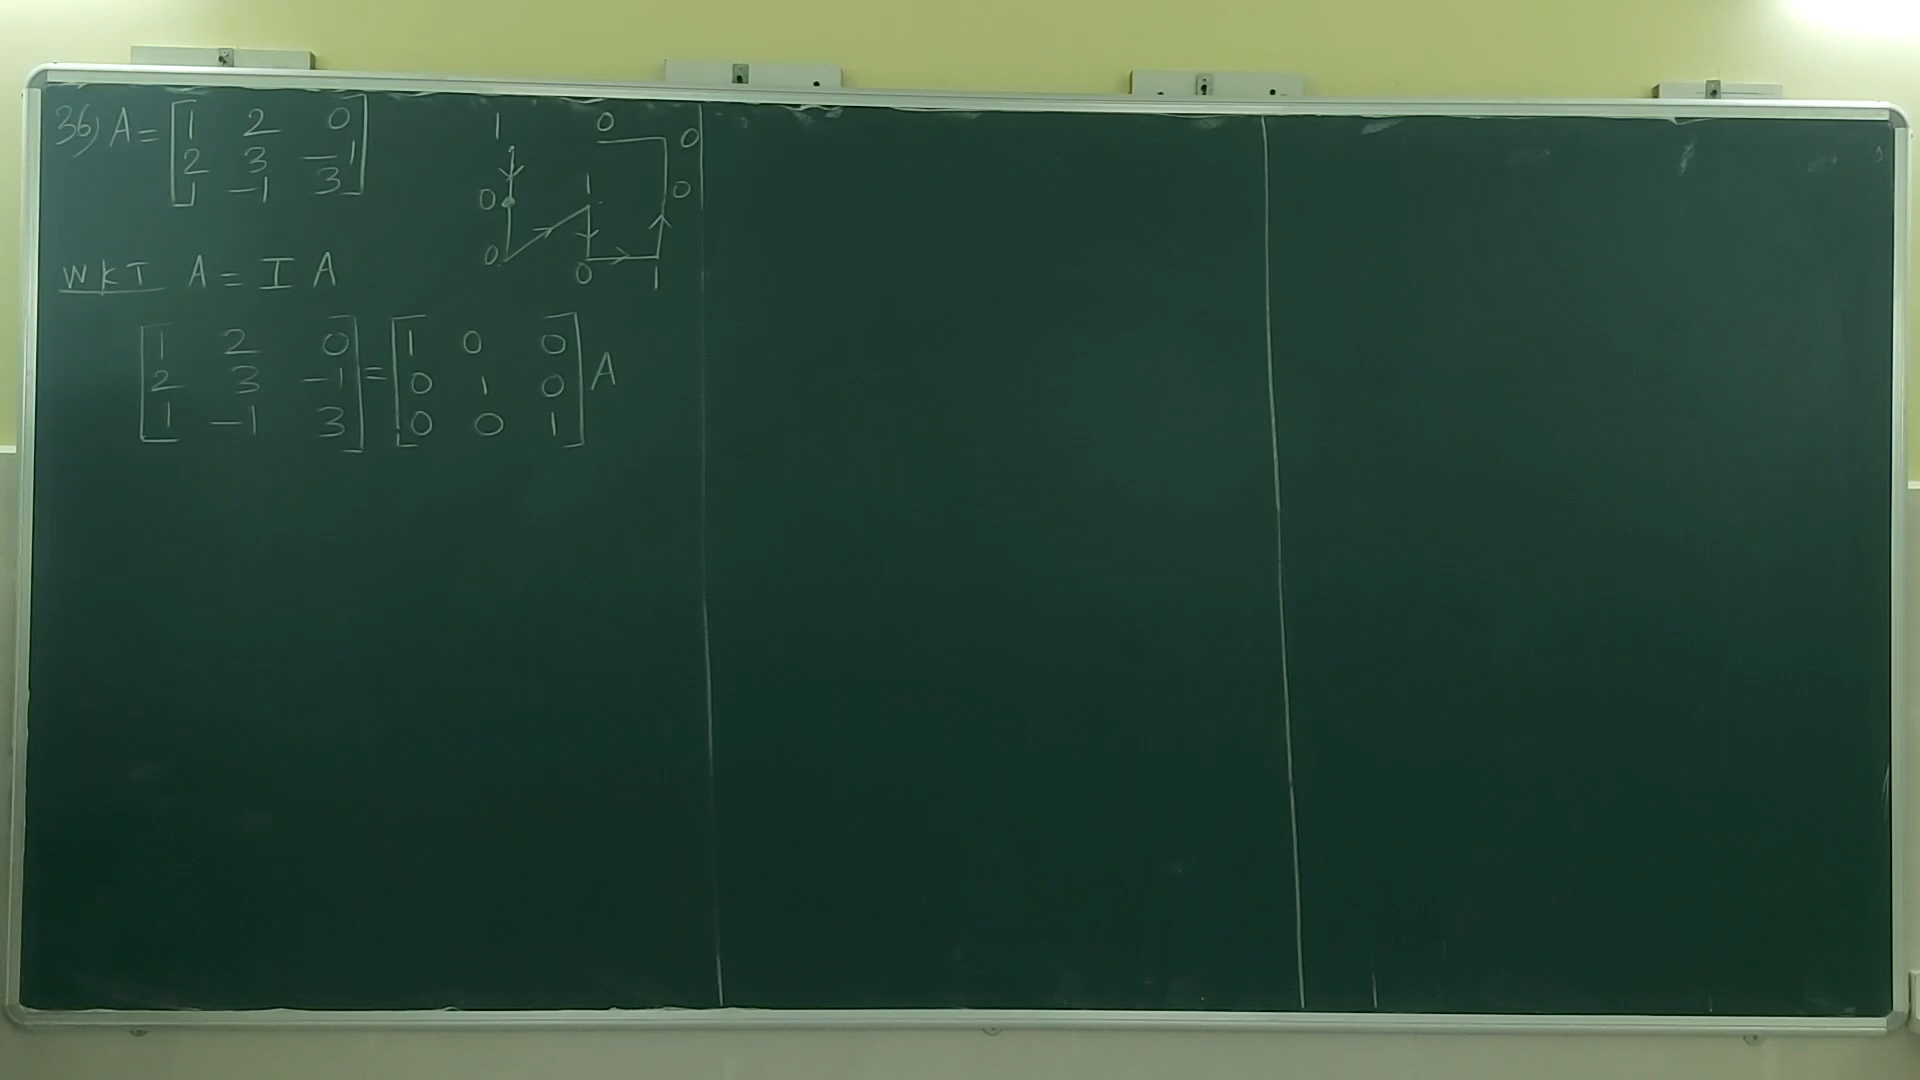 36) A = [1 2 0
2 3 -1
1 -1 3]
1 0 0
0 1 0
0 0 1
WKT A = I A
[1 2 0
2 3 -1
1 -1 3] = [1 0 0
0 1 0
0 0 1] A